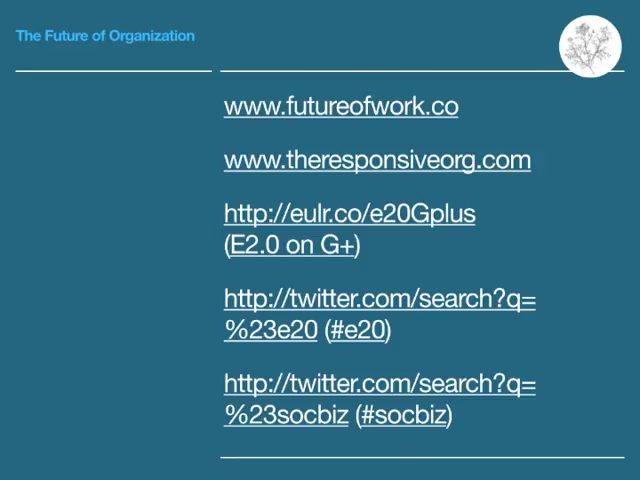 The Future of Organization
www.futureofwork.co
www.theresponsiveorg.com
http://eulr.co/e20Gplus
(E2.0 on G+)
http://twitter.com/search?q=
%23e20 (#e20)
http://twitter.com/search?q=
%23socbiz (#socbiz)